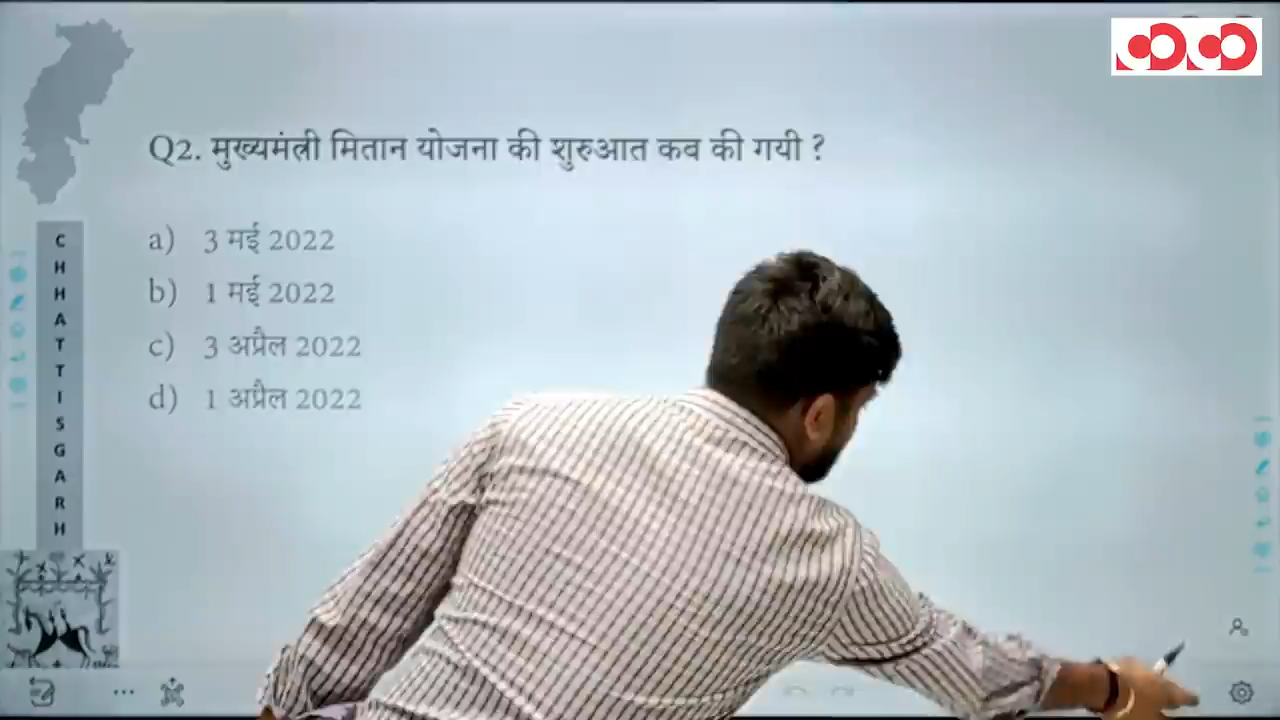 Q2. मुख्यमंत्री मितान योजना की शुरुआत कब की गयी ?
a) 3 मई 2022
b) 1 मई 2022
c) 3 अप्रैल 2022
d) 1 अप्रैल 2022
CHHATTISGARH